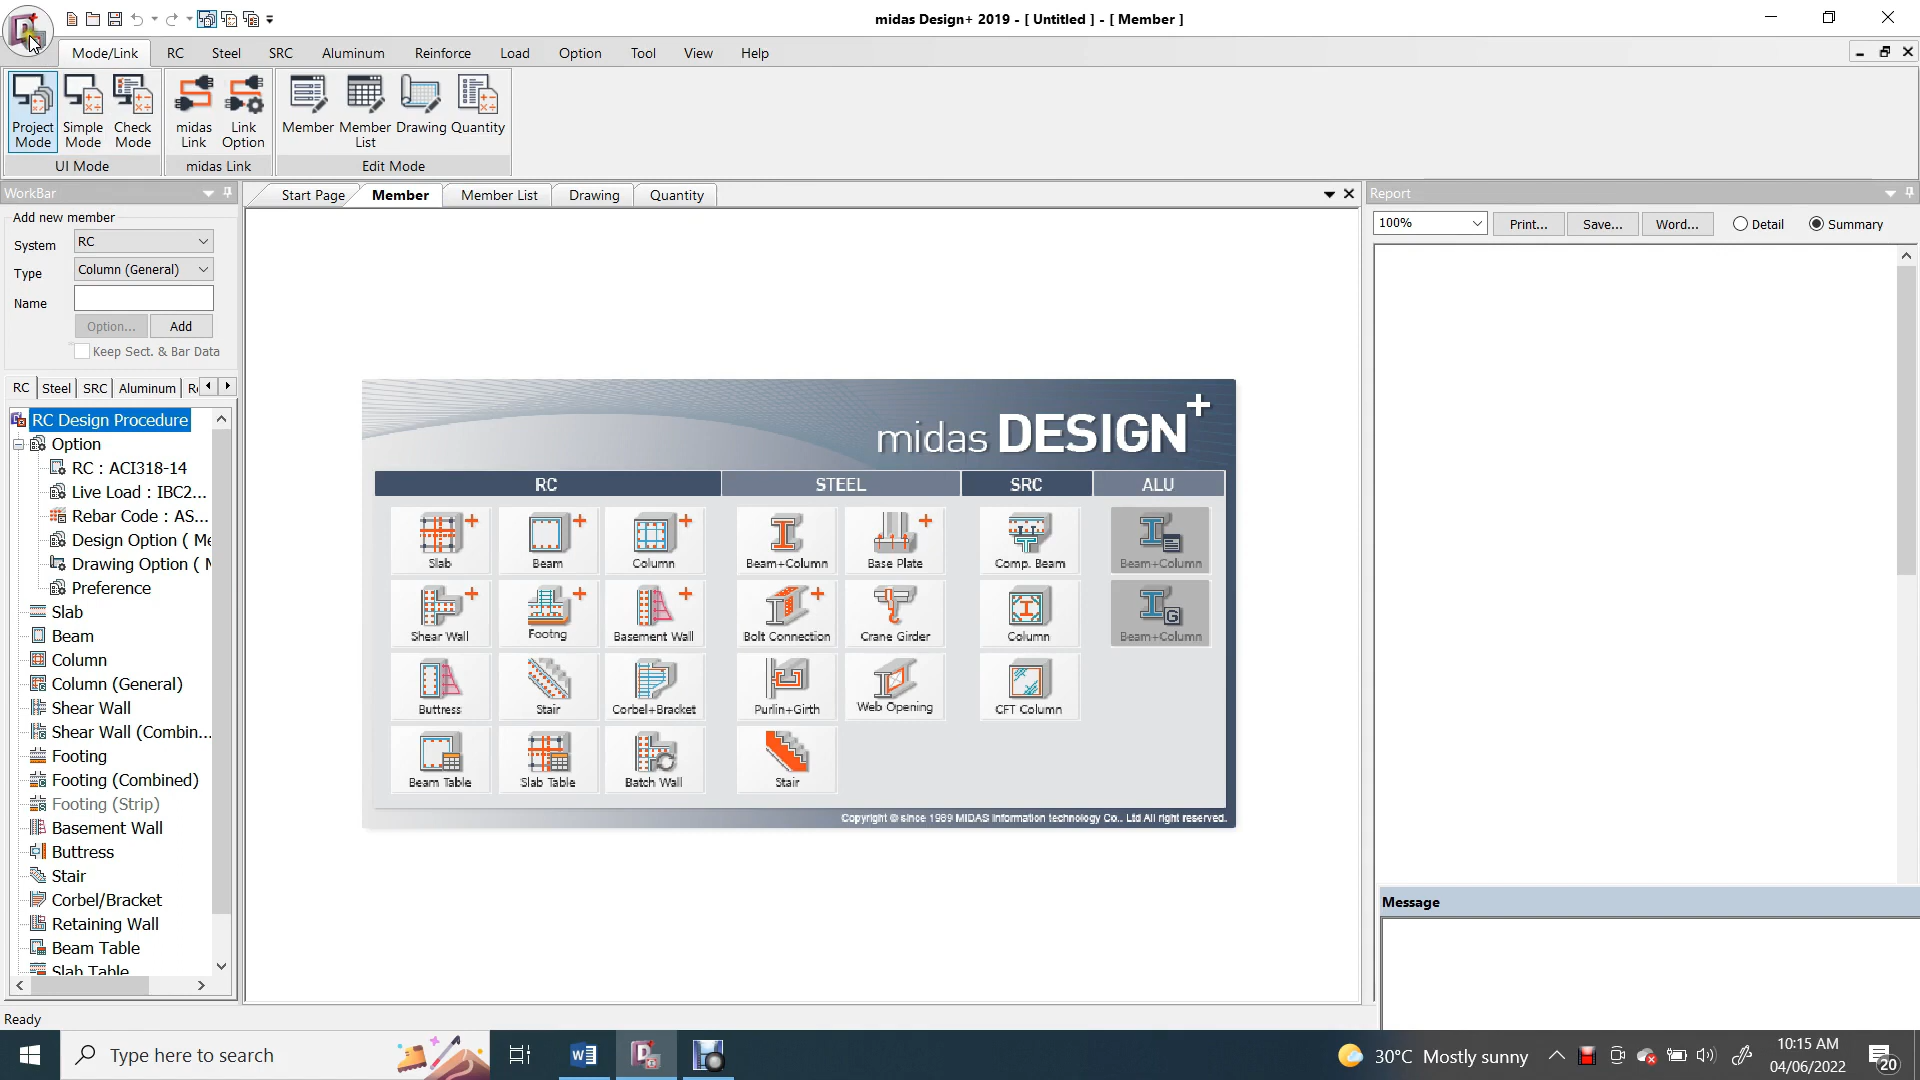 midas Design+ 2019 - [ Untitled ] - [ Member ]
Mode/Link RC Steel SRC Aluminum Reinforce Load Option Tool View Help
Project Mode
Simple Mode
Check Mode
midas Link
Link Option
Member
Member List
Drawing
Quantity
UI Mode midas Link Edit Mode
WorkBar
Add new member
System RC
Type Column (General)
Name
Option... Add
Keep Sect. & Bar Data
RC Steel SRC Aluminum
RC Design Procedure
Option
RC : ACI318-14
Live Load : IBC2...
Rebar Code : AS...
Design Option ( Me
Drawing Option ( M
Preference
Slab
Beam
Column
Column (General)
Shear Wall
Shear Wall (Combin...
Footing
Footing (Combined)
Footing (Strip)
Basement Wall
Buttress
Stair
Corbel/Bracket
Retaining Wall
Beam Table
Slab Table
Ready
Start Page Member Member List Drawing Quantity
midas DESIGN+
RC STEEL SRC ALU
Slab Beam Column Beam+Column Base Plate Comp. Beam Beam+Column
Shear Wall Footng Basement Wall Bolt Connection Crane Girder Column Beam+Column
Buttress Stair Corbel+Bracket Purlin+Girth Web Opening CFT Column
Beam Table Slab Table Batch Wall Stair
Copyright © since 1989 MIDAS Information technology Co., Ltd All right reserved.
Report
100% Print... Save... Word... Detail Summary
Message
Type here to search
30°C Mostly sunny
10:15 AM
04/06/2022
20